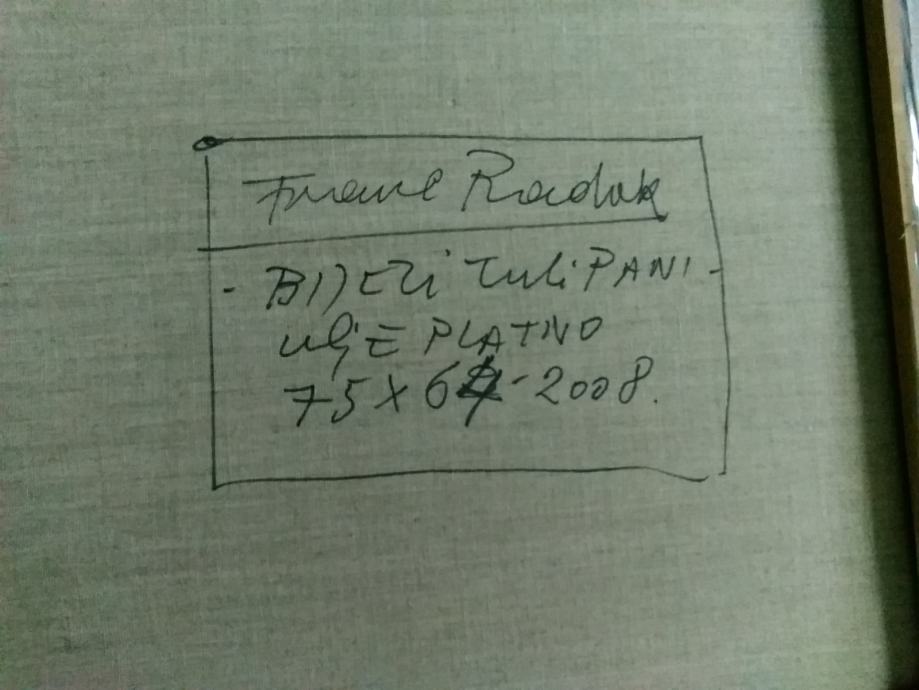 Frane Radak
- BIJELI TULIPANI -
ULJE PLATNO
75 X 64 - 2008.